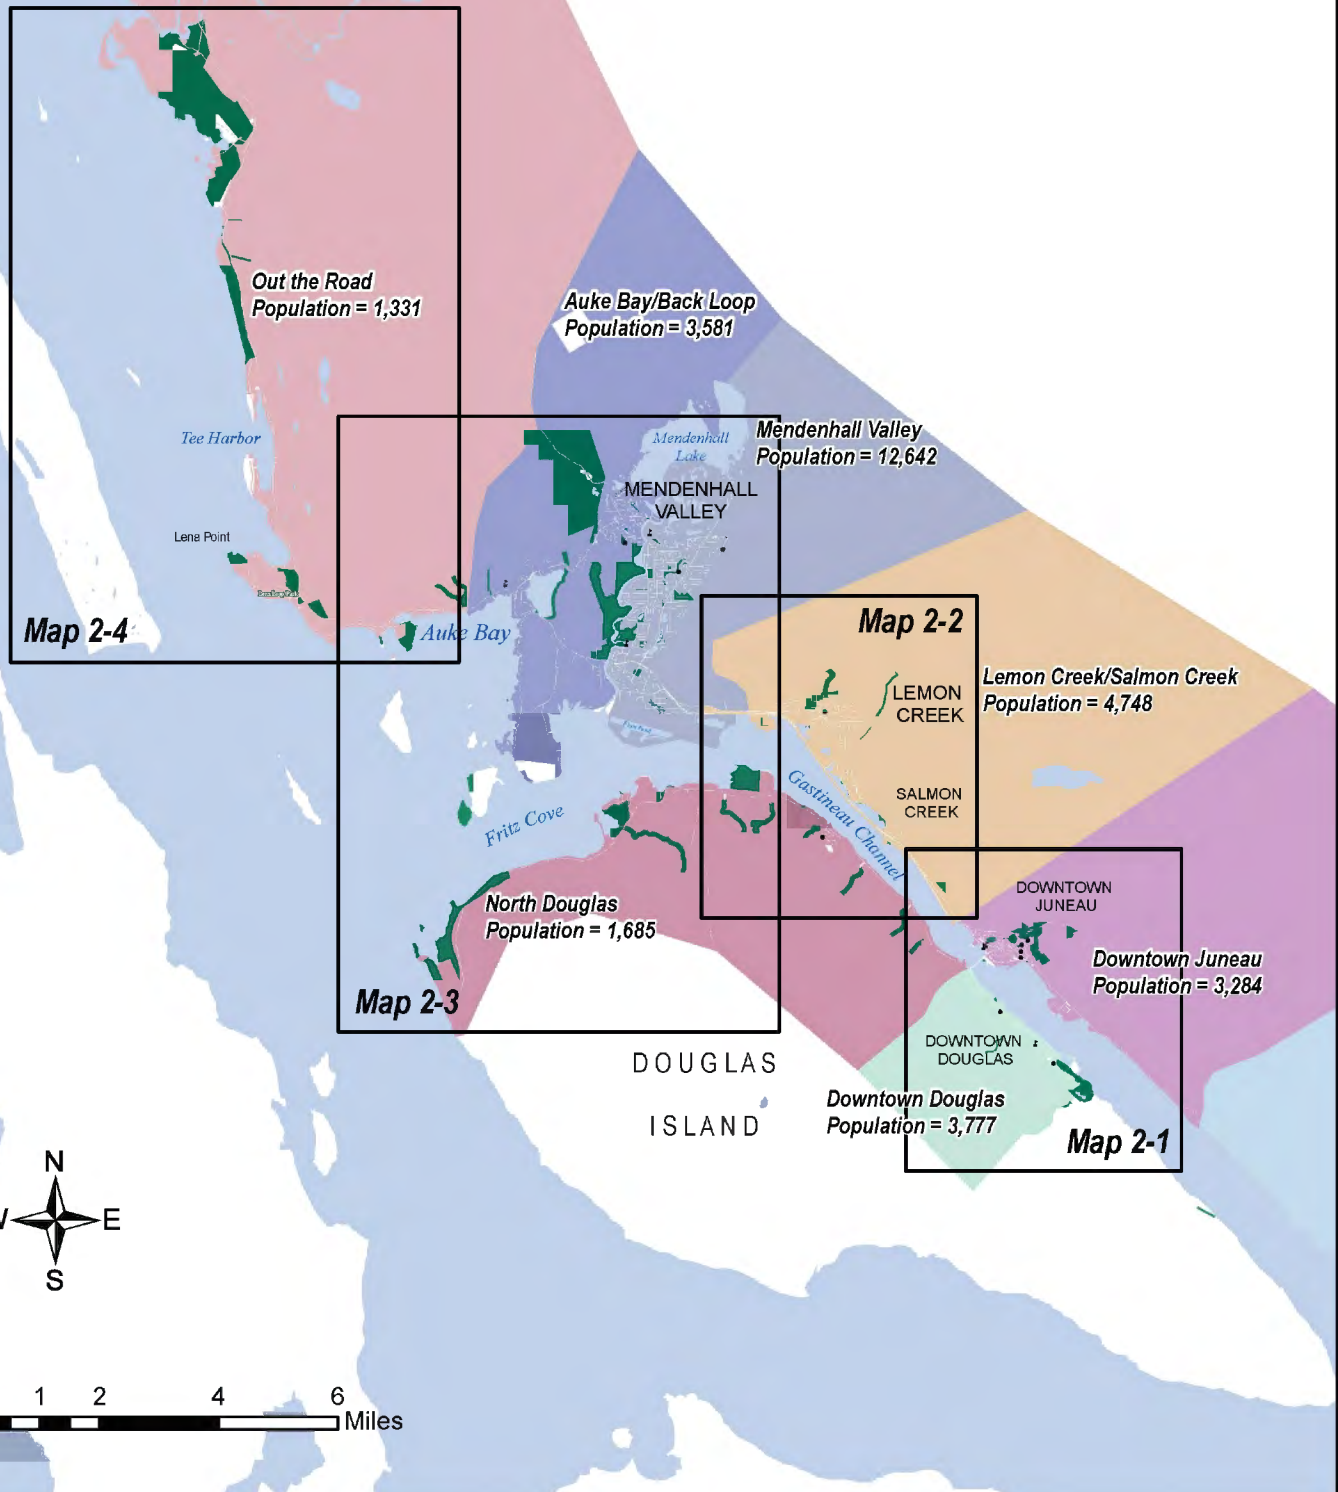 Out the Road
Population = 1,331
Auke Bay/Back Loop
Population = 3,581
Tee Harbor
Mendenhall
Lake
Mendenhall Valley
Population = 12,642
MENDENHALL
VALLEY
Lena Point
Map 2-4
Auke Bay
Map 2-2
Lemon Creek/Salmon Creek
Population = 4,748
LEMON
CREEK
SALMON
CREEK
Gastineau Channel
Fritz Cove
North Douglas
Population = 1,685
Map 2-3
DOWNTOWN
JUNEAU
Downtown Juneau
Population = 3,284
DOUGLAS
ISLAND
DOWNTOWN
DOUGLAS
Downtown Douglas
Population = 3,777
Map 2-1
N
E
S
1 2 4 6
Miles